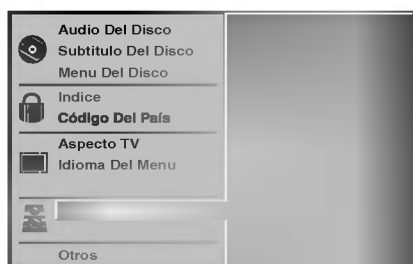 Audio Del Disco
Subtitulo Del Disco
Menu Del Disco
Indice
Código Del País
Aspecto TV
Idioma Del Menu
Otros